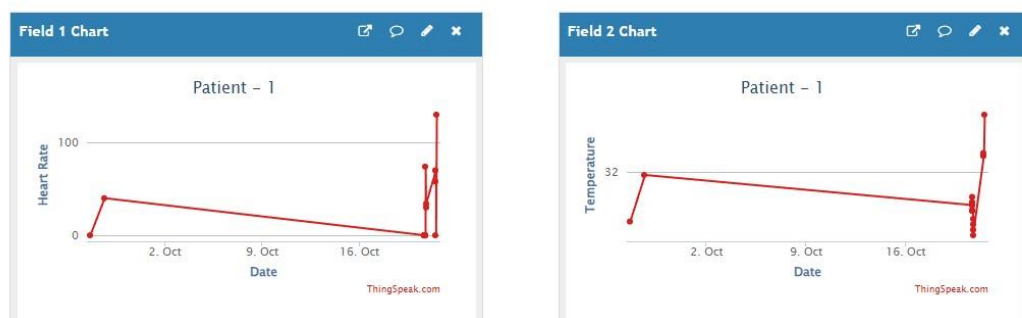 Field 1 Chart
Patient – 1
Heart Rate
100
0
2. Oct
9. Oct
16. Oct
Date
ThingSpeak.com
Field 2 Chart
Patient – 1
Temperature
32
2. Oct
9. Oct
16. Oct
Date
ThingSpeak.com